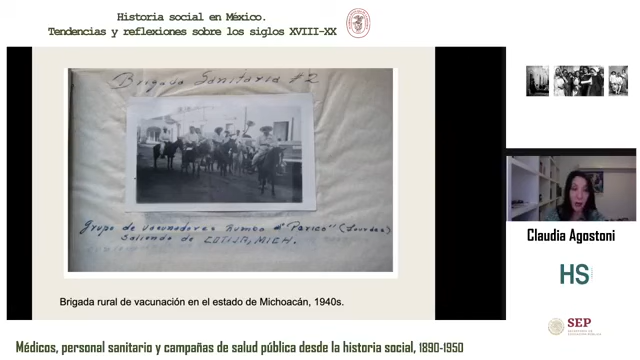 Historia social en México.
Tendencias y reflexiones sobre los siglos XVIII-XX
Brigada Sanitaria #2
Grupo de vacunadores rumbo a "Perico" (Lourdes)
saliendo de COTIJA, MICH.
Brigada rural de vacunación en el estado de Michoacán, 1940s.
Claudia Agostoni
HS
SEP
Médicos, personal sanitario y campañas de salud pública desde la historia social, 1890-1950